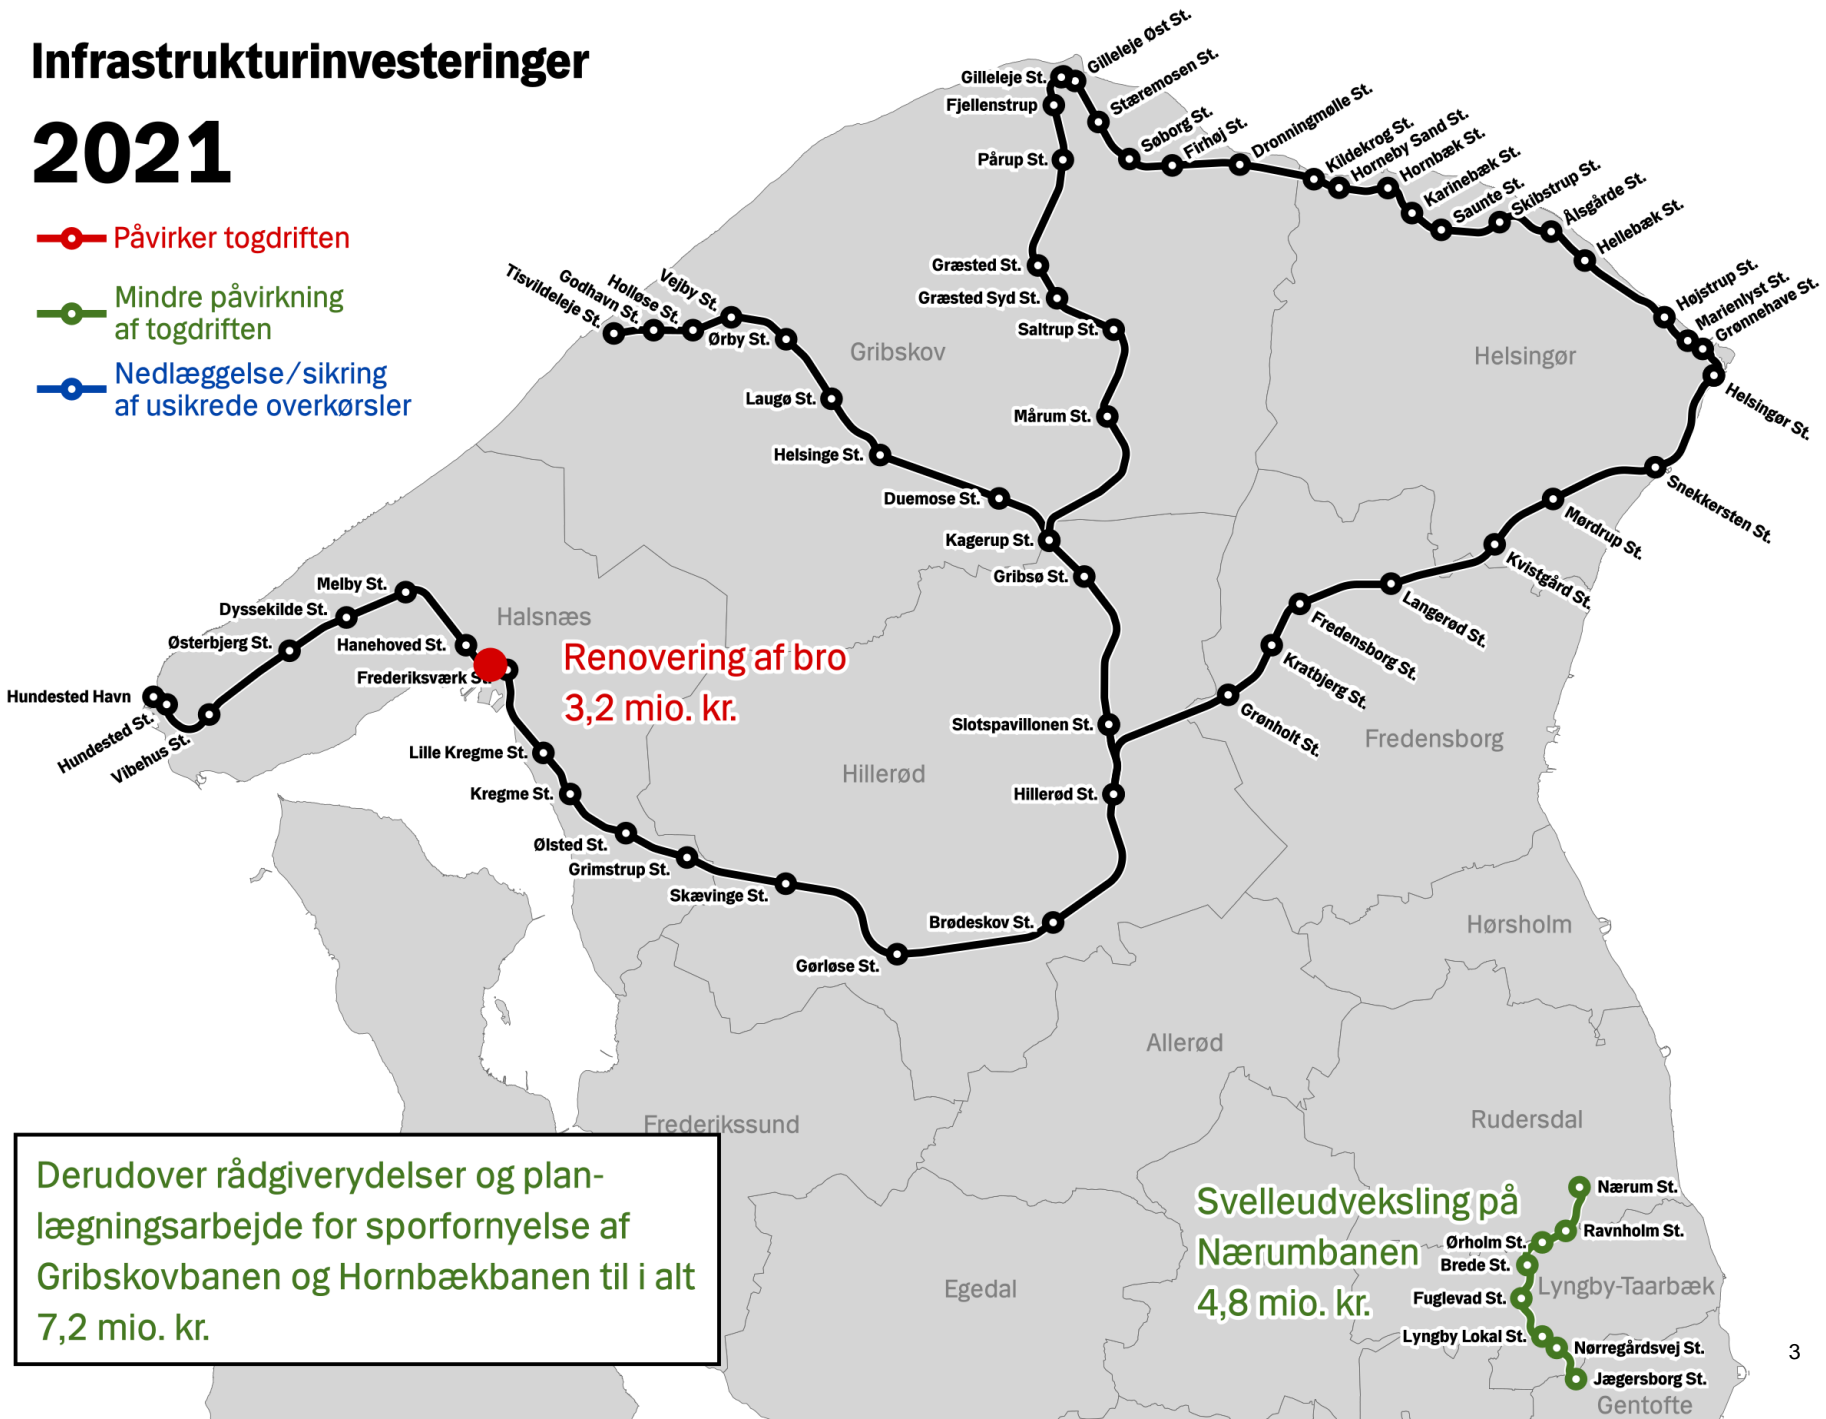 Infrastrukturinvesteringer
2021
Påvirker togdriften
Mindre påvirkning
af togdriften
Nedlæggelse/sikring
af usikrede overkørsler
Gilleleje St.
Gilleleje Øst St.
Fjellenstrup
Stæremosen St.
Pårup St.
Søborg St.
Firhøj St.
Dronningmølle St.
Kildekrog St.
Horneby Sand St.
Hornbæk St.
Karinebæk St.
Saunte St.
Skibstrup St.
Ålsgårde St.
Hellebæk St.
Højstrup St.
Marienlyst St.
Grønnehave St.
Helsingør St.
Snekkersten St.
Mørdrup St.
Kvistgård St.
Langerød St.
Fredensborg St.
Kratbjerg St.
Grønholt St.
Græsted St.
Græsted Syd St.
Saltrup St.
Mårum St.
Tisvildeleje St.
Godhavn St.
Holløse St.
Vejby St.
Ørby St.
Laugø St.
Helsinge St.
Duemose St.
Kagerup St.
Gribsø St.
Slotspavillonen St.
Hillerød St.
Brødeskov St.
Gørløse St.
Skævinge St.
Grimstrup St.
Ølsted St.
Kregme St.
Lille Kregme St.
Frederiksværk St.
Hanehoved St.
Melby St.
Dyssekilde St.
Østerbjerg St.
Vibehus St.
Hundested St.
Hundested Havn
Gribskov
Helsingør
Halsnæs
Hillerød
Fredensborg
Hørsholm
Allerød
Frederikssund
Rudersdal
Egedal
Lyngby-Taarbæk
Gentofte
Renovering af bro
3,2 mio. kr.
Derudover rådgiverydelser og plan-
lægningsarbejde for sporfornyelse af
Gribskovbanen og Hornbækbanen til i alt
7,2 mio. kr.
Svelleudveksling på
Nærumbanen
4,8 mio. kr.
Nærum St.
Ravnholm St.
Ørholm St.
Brede St.
Fuglevad St.
Lyngby Lokal St.
Nørregårdsvej St.
Jægersborg St.
3